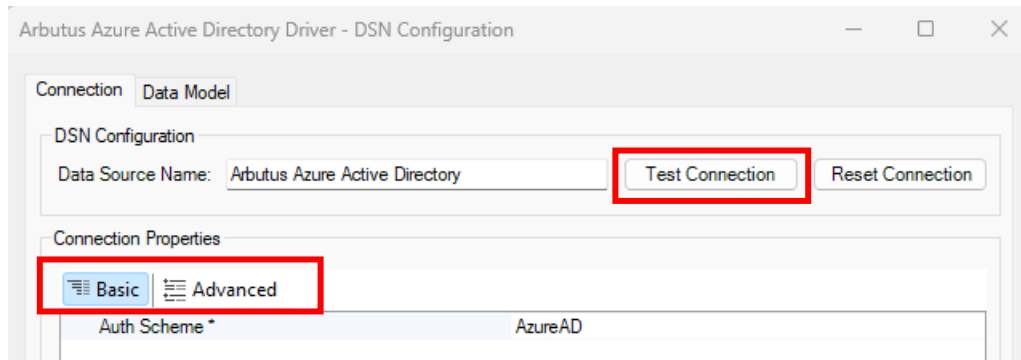 Arbutus Azure Active Directory Driver - DSN Configuration
Connection Data Model
DSN Configuration
Data Source Name: Arbutus Azure Active Directory Test Connection Reset Connection
Connection Properties
Basic Advanced
Auth Scheme * AzureAD